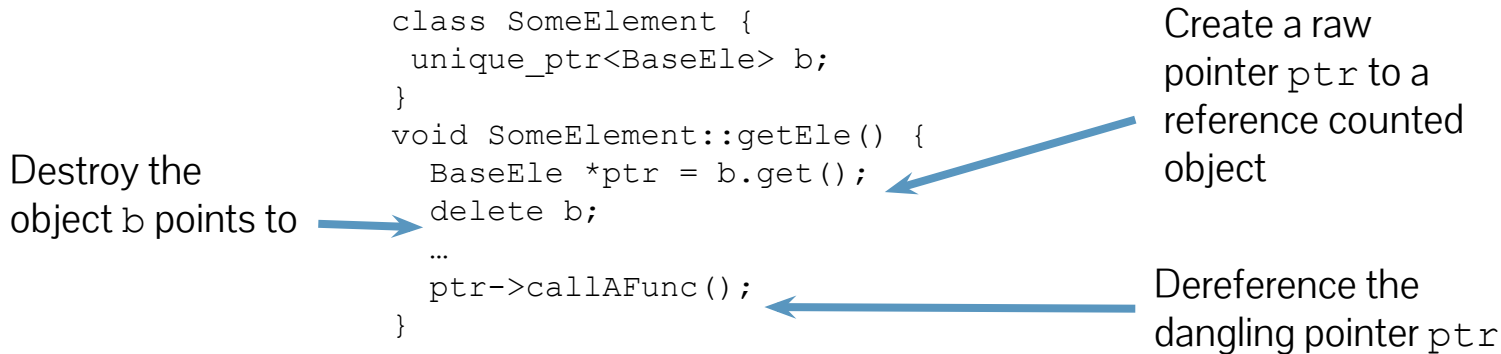 class SomeElement {
 unique_ptr<BaseEle> b;
}
void SomeElement::getEle() {
  BaseEle *ptr = b.get();
  delete b;
  …
  ptr->callAFunc();
}
Create a raw
pointer ptr to a
reference counted
object
Destroy the
object b points to
Dereference the
dangling pointer ptr